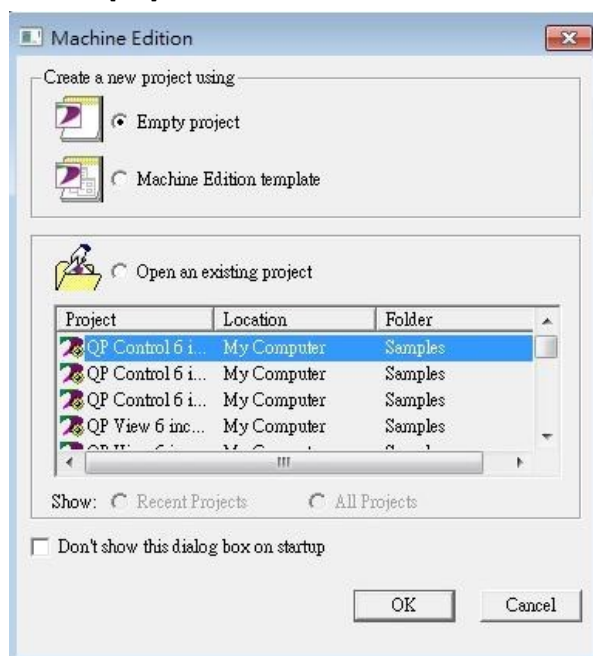 Machine Edition
Create a new project using
Empty project
Machine Edition template
Open an existing project
Project Location Folder
QP Control 6 i... My Computer Samples
QP Control 6 i... My Computer Samples
QP Control 6 i... My Computer Samples
QP View 6 inc... My Computer Samples
Show: Recent Projects All Projects
Don't show this dialog box on startup
OK Cancel